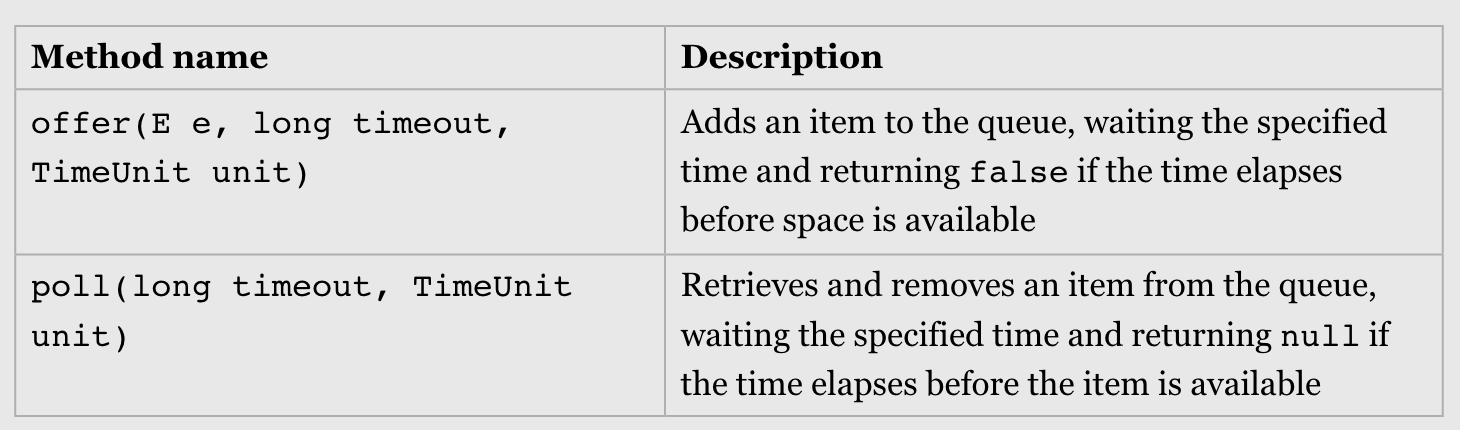 Method name
Description
offer(E e, long timeout,
TimeUnit unit)
Adds an item to the queue, waiting the specified
time and returning false if the time elapses
before space is available
poll(long timeout, TimeUnit
unit)
Retrieves and removes an item from the queue,
waiting the specified time and returning null if
the time elapses before the item is available